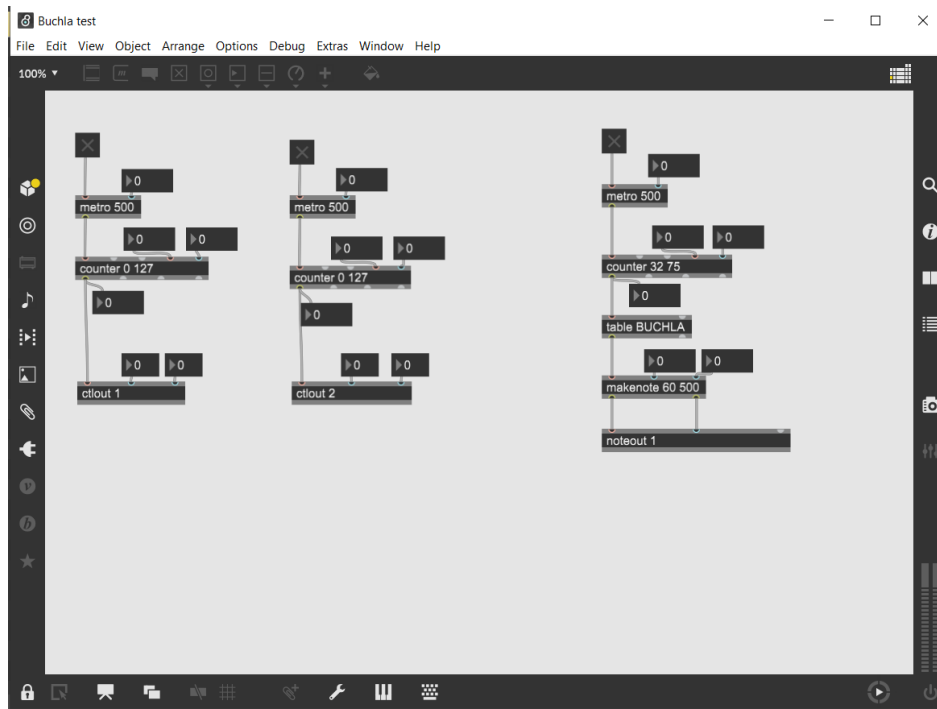 Buchla test
File Edit View Object Arrange Options Debug Extras Window Help
100%
0
metro 500
0
0
counter 0 127
0
0
0
ctlout 1
0
metro 500
0
0
counter 0 127
0
0
0
ctlout 2
0
metro 500
0
0
counter 32 75
0
table BUCHLA
0
0
makenote 60 500
noteout 1